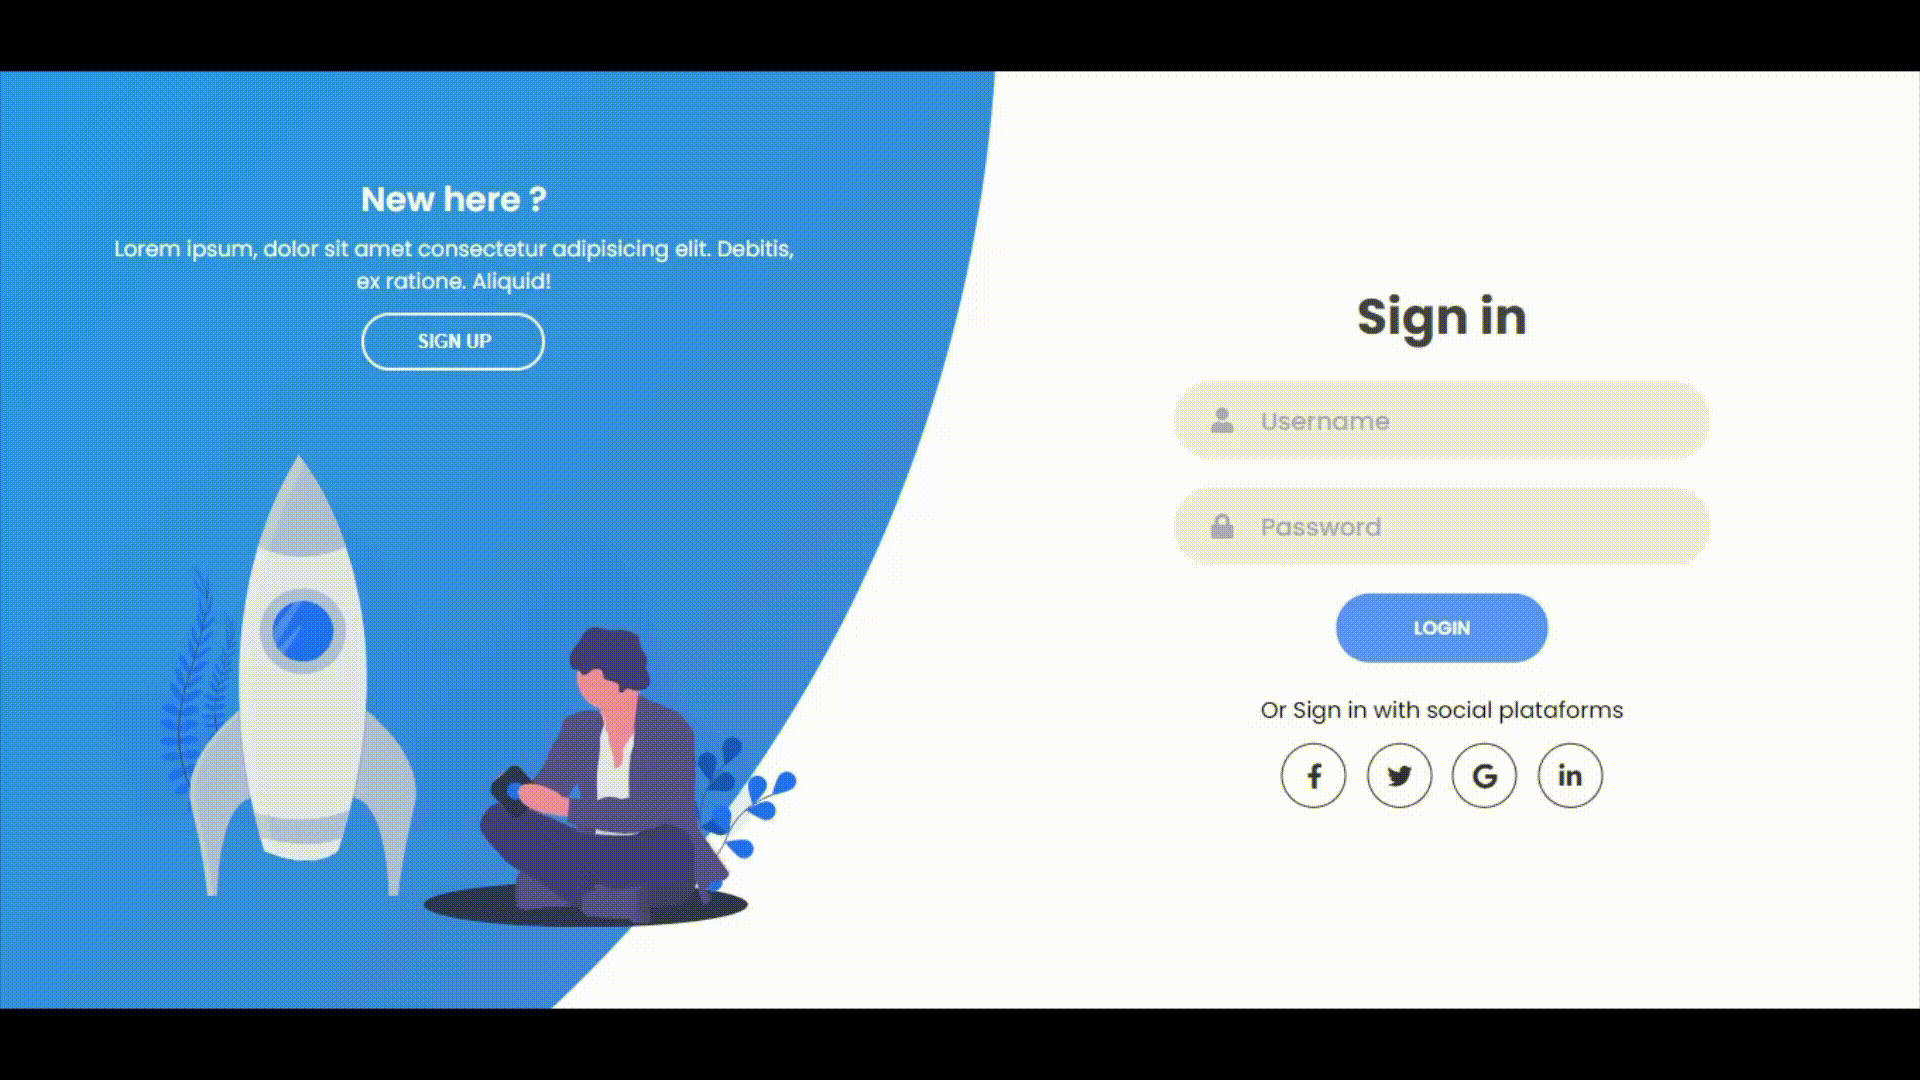 New here ?
Lorem ipsum, dolor sit amet consectetur adipisicing elit. Debitis,
ex ratione. Aliquid!
SIGN UP
Sign in
Username
Password
LOGIN
Or Sign in with social plataforms